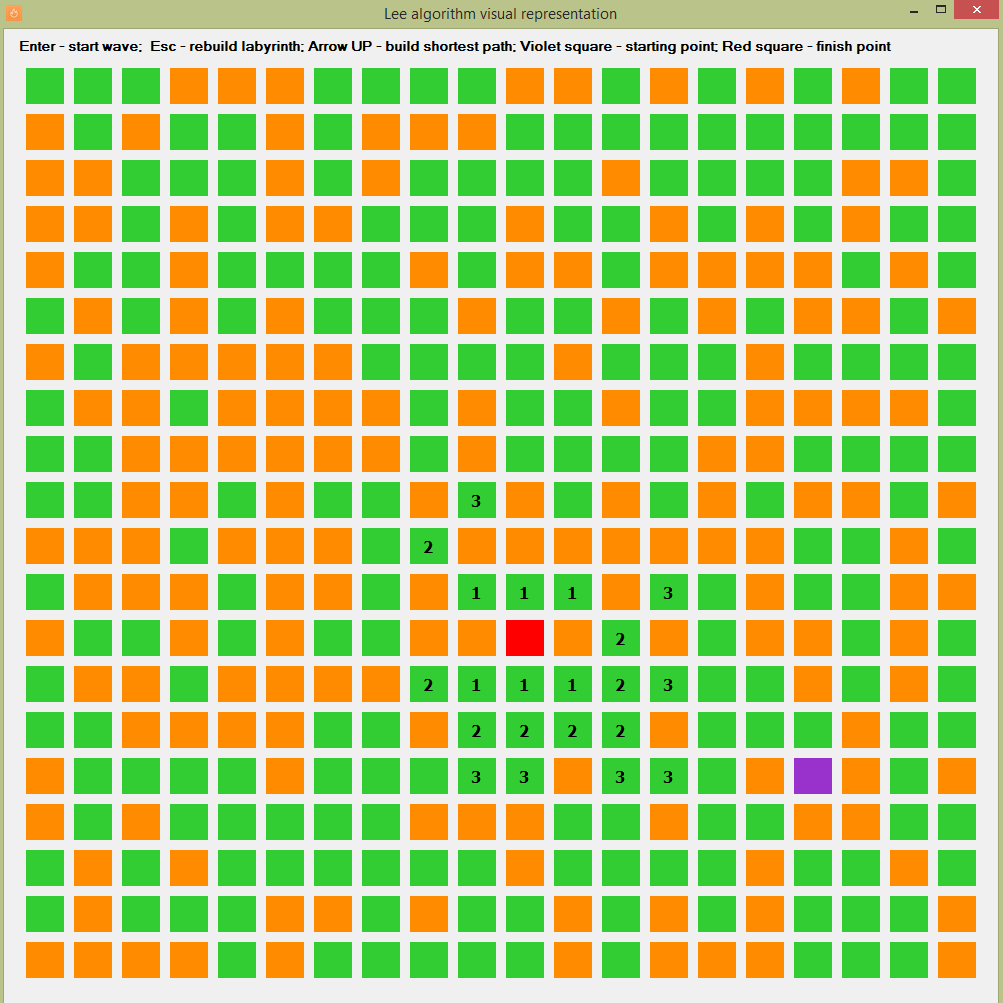 Lee algorithm visual representation
Enter - start wave;  Esc - rebuild labyrinth; Arrow UP - build shortest path; Violet square - starting point; Red square - finish point
3
2
1 1 1 3
2
2 1 1 1 2 3
2 2 2 2
3 3 3 3